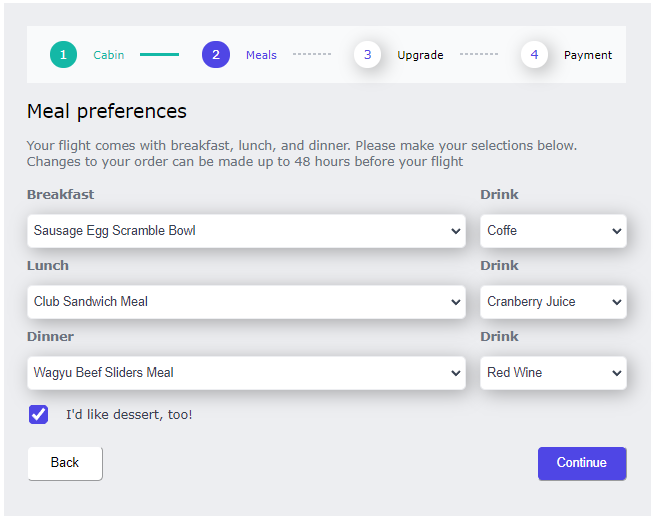 1 Cabin 2 Meals 3 Upgrade 4 Payment
Meal preferences
Your flight comes with breakfast, lunch, and dinner. Please make your selections below.
Changes to your order can be made up to 48 hours before your flight
Breakfast Drink
Sausage Egg Scramble Bowl Coffe
Lunch Drink
Club Sandwich Meal Cranberry Juice
Dinner Drink
Wagyu Beef Sliders Meal Red Wine
I'd like dessert, too!
Back Continue